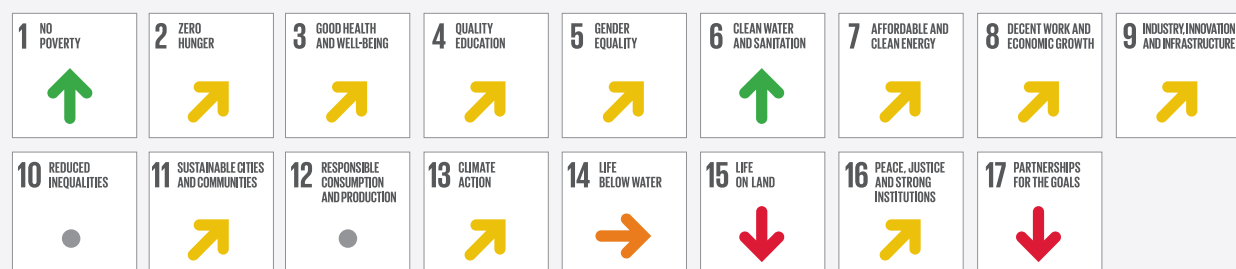 1 NO
POVERTY
2 ZERO
HUNGER
3 GOOD HEALTH
AND WELL-BEING
4 QUALITY
EDUCATION
5 GENDER
EQUALITY
6 CLEAN WATER
AND SANITATION
7 AFFORDABLE AND
CLEAN ENERGY
8 DECENT WORK AND
ECONOMIC GROWTH
9 INDUSTRY, INNOVATION
AND INFRASTRUCTURE
10 REDUCED
INEQUALITIES
11 SUSTAINABLE CITIES
AND COMMUNITIES
12 RESPONSIBLE
CONSUMPTION
AND PRODUCTION
13 CLIMATE
ACTION
14 LIFE
BELOW WATER
15 LIFE
ON LAND
16 PEACE, JUSTICE
AND STRONG
INSTITUTIONS
17 PARTNERSHIPS
FOR THE GOALS